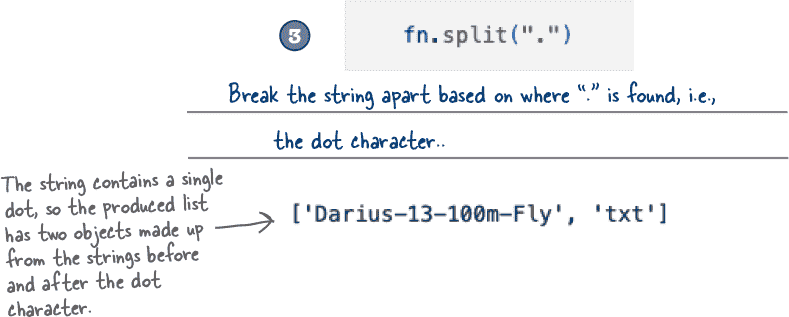 3
fn.split(".")
Break the string apart based on where “.” is found, i.e.,
the dot character..
The string contains a single
dot, so the produced list
has two objects made up
from the strings before
and after the dot
character.
['Darius-13-100m-Fly', 'txt']